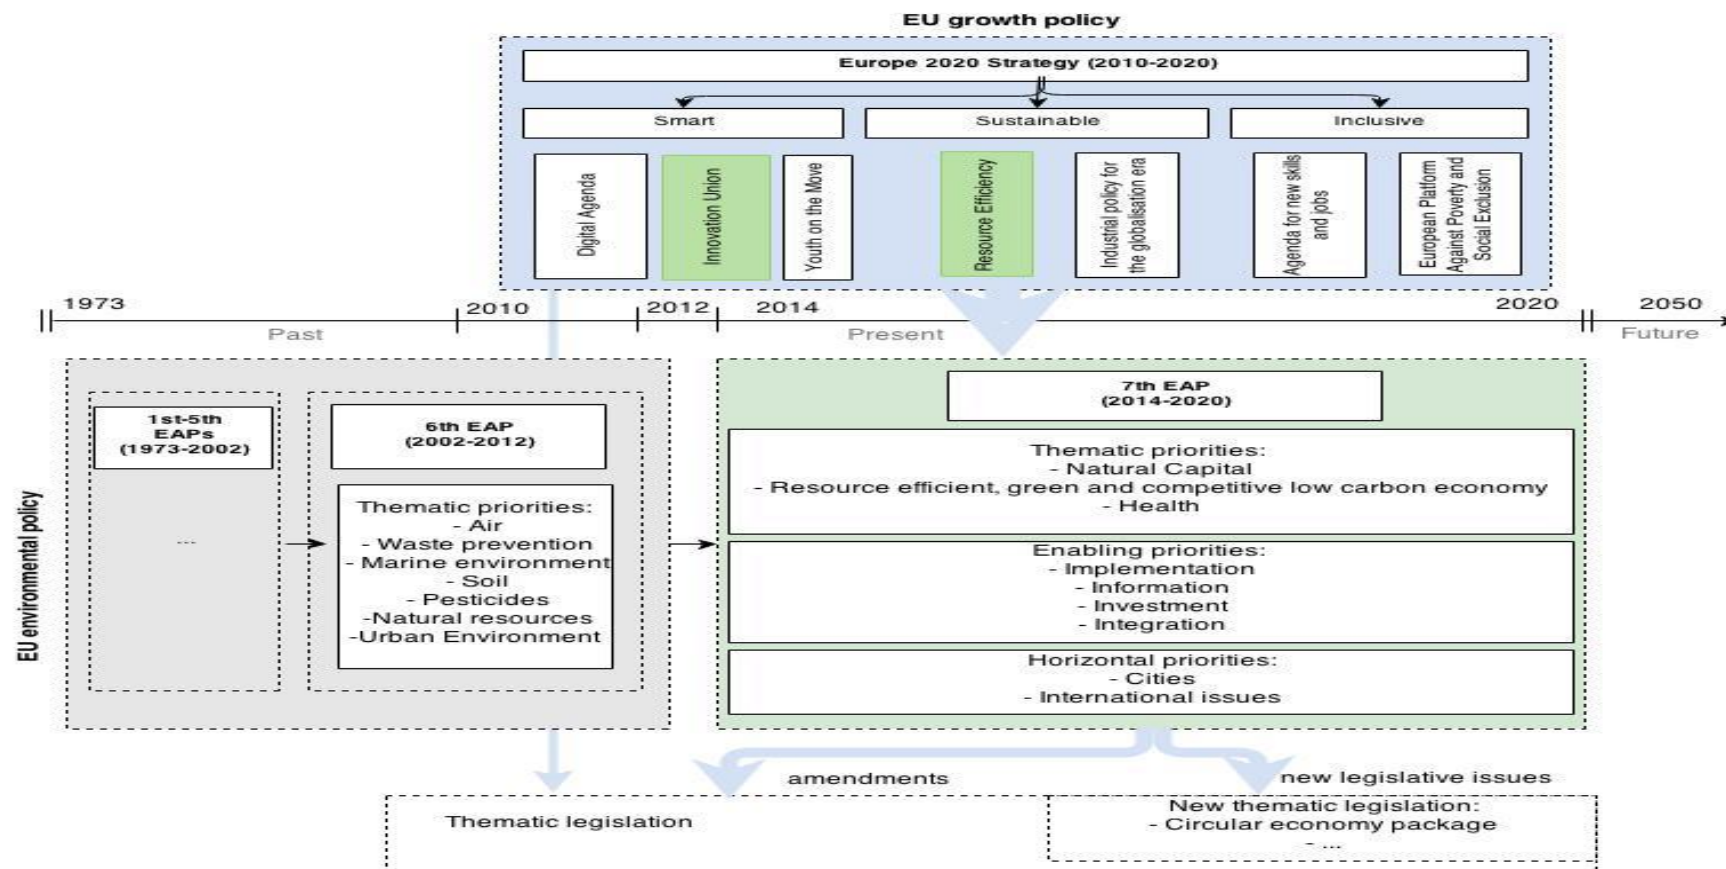 EU growth policy
Europe 2020 Strategy (2010-2020)
Smart
Sustainable
Inclusive
Digital Agenda
Innovation Union
Youth on the Move
Resource Efficiency
Industrial policy for
the globalisation era
Agenda for new skills
and jobs
European Platform
Against Poverty and
Social Exclusion
1973
2010
2012
2014
2020
2050
Past
Present
Future
EU environmental policy
1st-5th
EAPs
(1973-2002)
...
6th EAP
(2002-2012)
Thematic priorities:
- Air
- Waste prevention
- Marine environment
- Soil
- Pesticides
-Natural resources
-Urban Environment
7th EAP
(2014-2020)
Thematic priorities:
- Natural Capital
- Resource efficient, green and competitive low carbon economy
- Health
Enabling priorities:
- Implementation
- Information
- Investment
- Integration
Horizontal priorities:
- Cities
- International issues
amendments
new legislative issues
Thematic legislation
New thematic legislation:
- Circular economy package
- ...